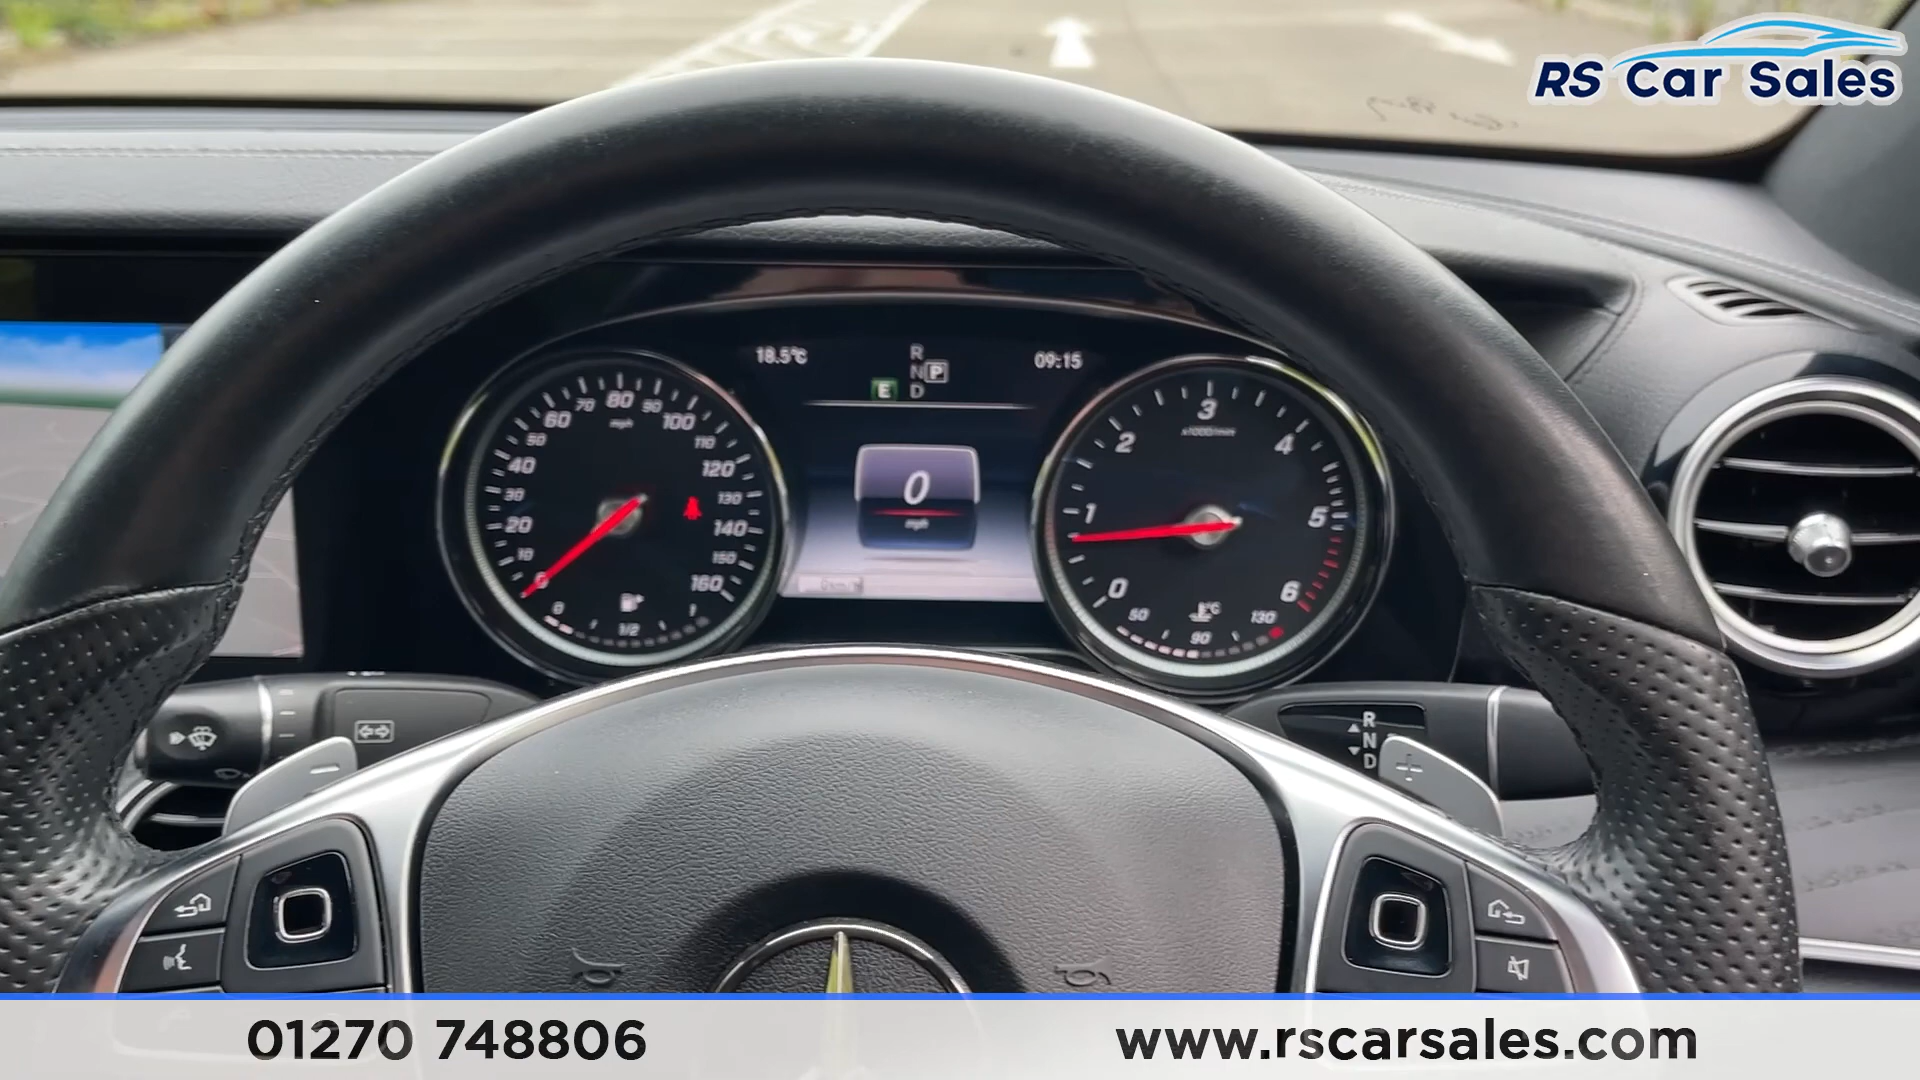 RS Car Sales
18.5°C
R
N P
E D
09:15
60 70 80 90 100
mph
50 110
40 120
30 130
20 140
10 150
0 160
0 1/2 1
0
mph
3
x1000/min
2 4
1 5
0 6
°C
50 90 130
R
N
D
01270 748806
www.rscarsales.com